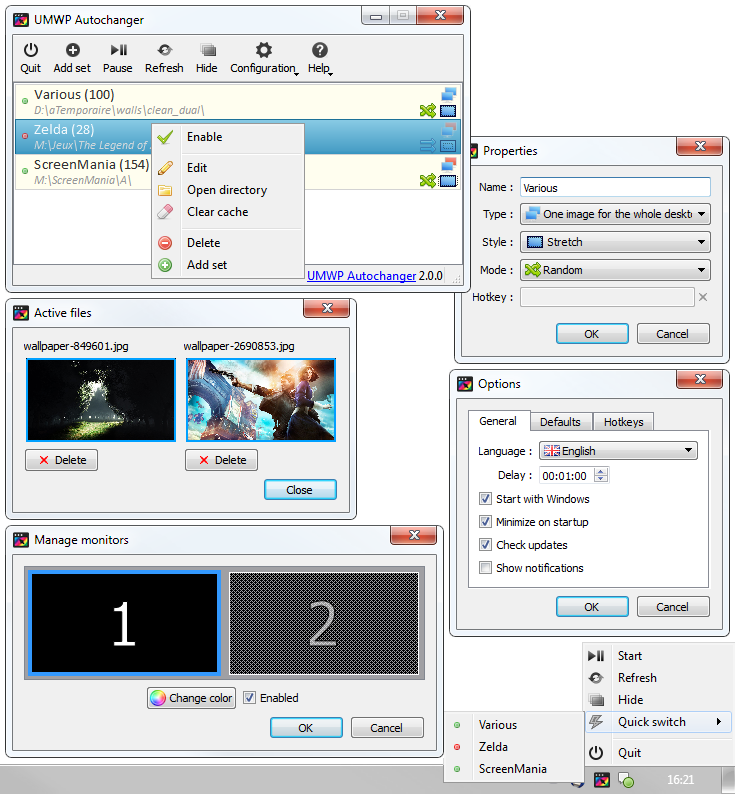 UMWP Autochanger
Quit Add set Pause Refresh Hide Configuration Help
Various (100)
D:\aTemporaire\walls\clean_dual\
Zelda (28)
M:\Jeux\The Legend of
ScreenMania (154)
M:\ScreenMania\A\
Enable
Edit
Open directory
Clear cache
Delete
Add set
UMWP Autochanger 2.0.0
Properties
Name : Various
Type : One image for the whole deskt
Style : Stretch
Mode : Random
Hotkey :
OK Cancel
Active files
wallpaper-849601.jpg wallpaper-2690853.jpg
Delete Delete
Close
Options
General Defaults Hotkeys
Language : English
Delay : 00:01:00
Start with Windows
Minimize on startup
Check updates
Show notifications
OK Cancel
Manage monitors
1 2
Change color Enabled
OK Cancel
Start
Refresh
Hide
Quick switch
Quit
Various
Zelda
ScreenMania
16:21